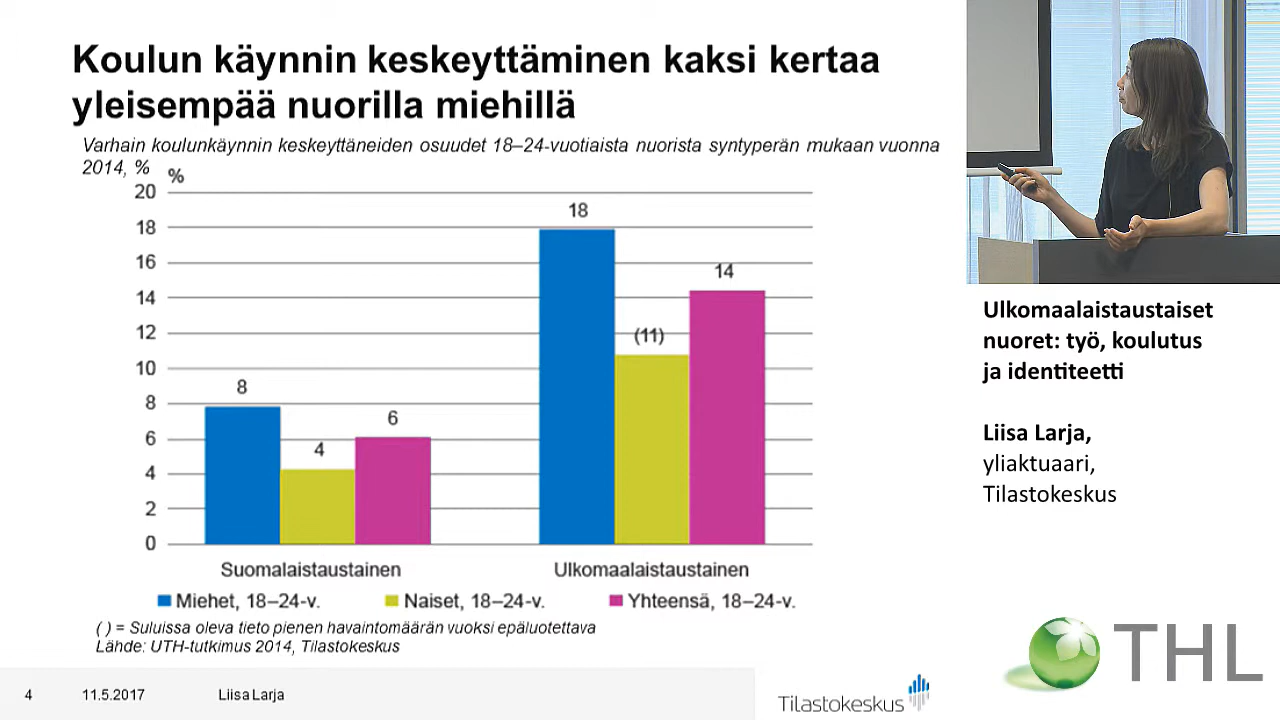 Koulun käynnin keskeyttäminen kaksi kertaa
yleisempää nuorilla miehillä
Varhain koulunkäynnin keskeyttäneiden osuudet 18–24-vuotiaista nuorista syntyperän mukaan vuonna
2014, %
%
20
18
16
14
12
10
8
6
4
2
0
8
4
6
18
(11)
14
Suomalaistaustainen
Ulkomaalaistaustainen
Miehet, 18–24-v.
Naiset, 18–24-v.
Yhteensä, 18–24-v.
( ) = Suluissa oleva tieto pienen havaintomäärän vuoksi epäluotettava
Lähde: UTH-tutkimus 2014, Tilastokeskus
4
11.5.2017
Liisa Larja
Tilastokeskus
Ulkomaalaistaustaiset
nuoret: työ, koulutus
ja identiteetti
Liisa Larja,
yliaktuaari,
Tilastokeskus
THL